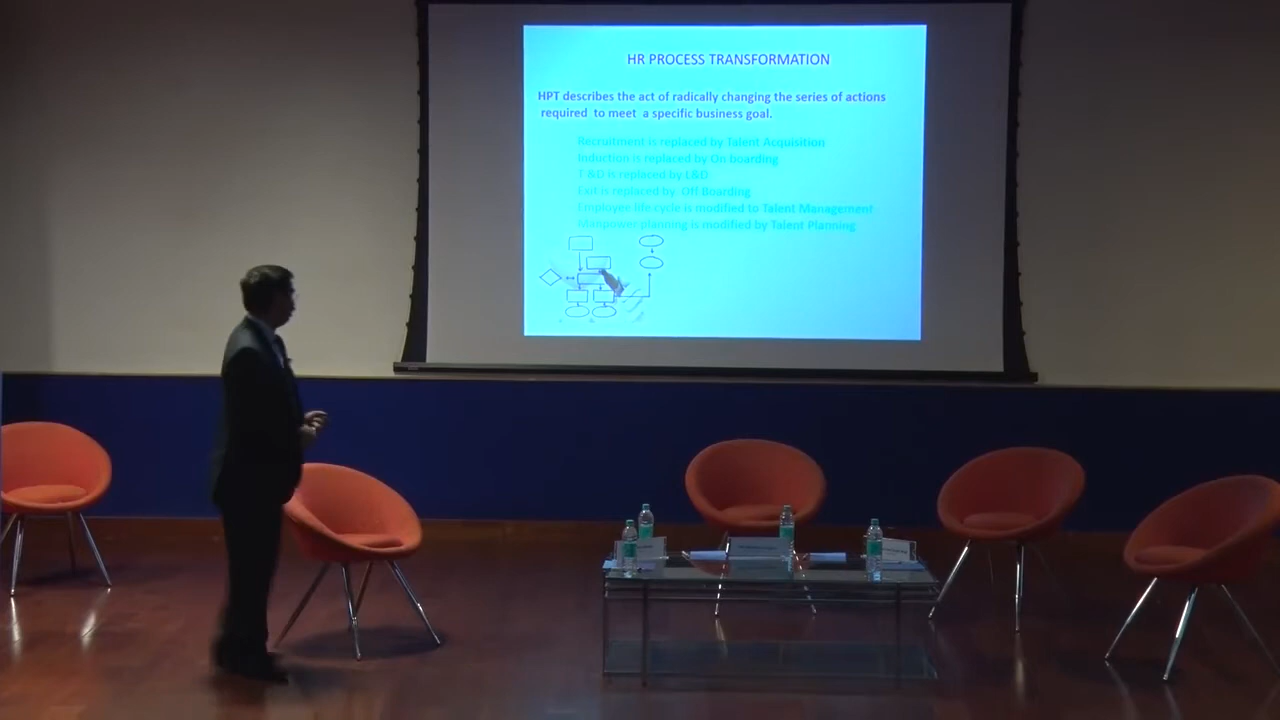 HR PROCESS TRANSFORMATION
HPT describes the act of radically changing the series of actions
required to meet a specific business goal.
Recruitment is replaced by Talent Acquisition
Induction is replaced by On boarding
T &D is replaced by L&D
Exit is replaced by Off Boarding
Employee life cycle is modified to Talent Management
Manpower planning is modified by Talent Planning